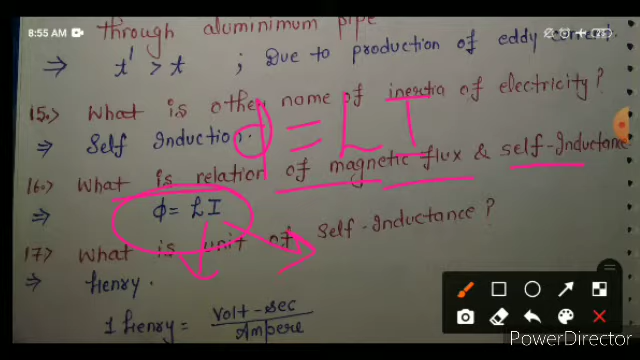 8:55 AM
25
through aluminimum pipe
⇒ t' > t ; Due to production of eddy current
15.) What is other name of inertia of electricity?
⇒ Self Induction.
ϕ = LI
16.) What is relation of magnetic flux & self-Inductance
⇒ ϕ = LI
17.) What is unit of Self-Inductance?
⇒ henry.
1 henry = Volt-sec / Ampere
PowerDirector